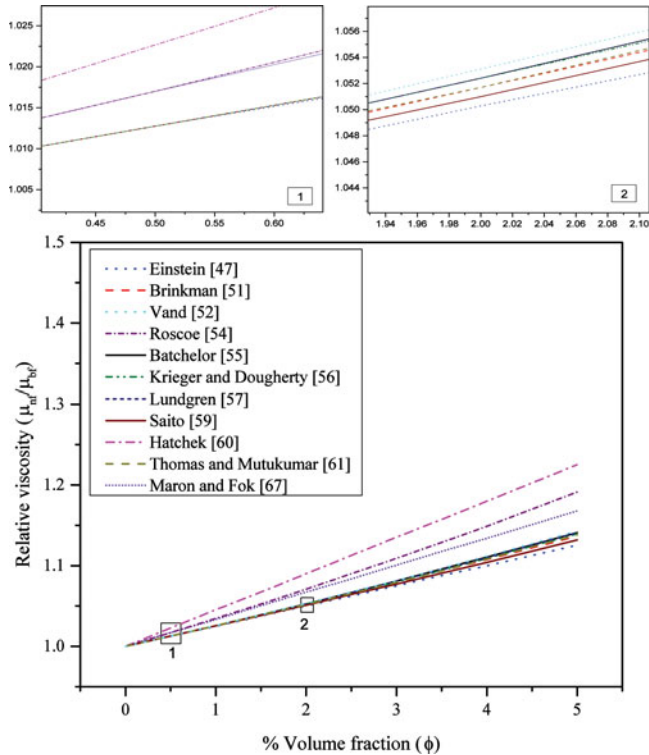 1.025
1.020
1.015
1.010
1.005
0.45 0.50 0.55 0.60
1
1.056
1.054
1.052
1.050
1.048
1.046
1.044
1.94 1.96 1.98 2.00 2.02 2.04 2.06 2.08 2.10
2
Relative viscosity (μnf/μbf)
1.5
1.4
1.3
1.2
1.1
1.0
Einstein [47]
Brinkman [51]
Vand [52]
Roscoe [54]
Batchelor [55]
Krieger and Dougherty [56]
Lundgren [57]
Saito [59]
Hatchek [60]
Thomas and Mutukumar [61]
Maron and Fok [67]
1
2
0 1 2 3 4 5
% Volume fraction (ϕ)